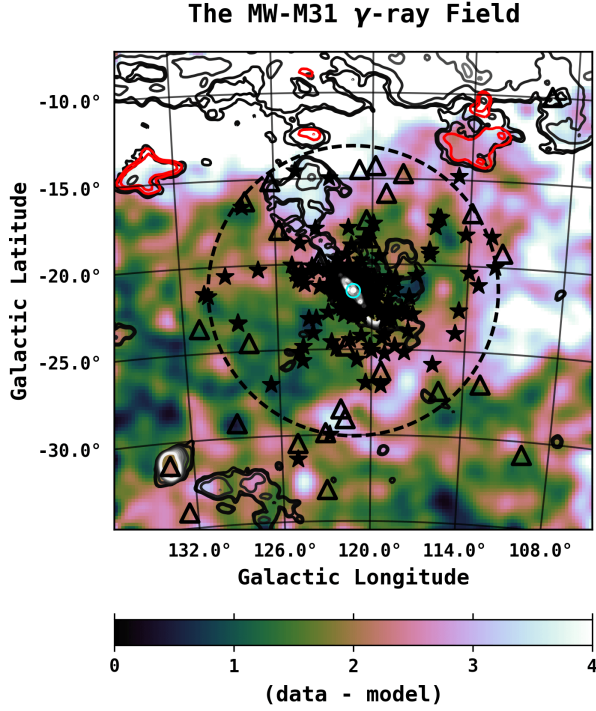 The MW-M31 γ-ray Field
-10.0°
-15.0°
-20.0°
-25.0°
-30.0°
Galactic Latitude
132.0° 126.0° 120.0° 114.0° 108.0°
Galactic Longitude
0 1 2 3 4
(data - model)